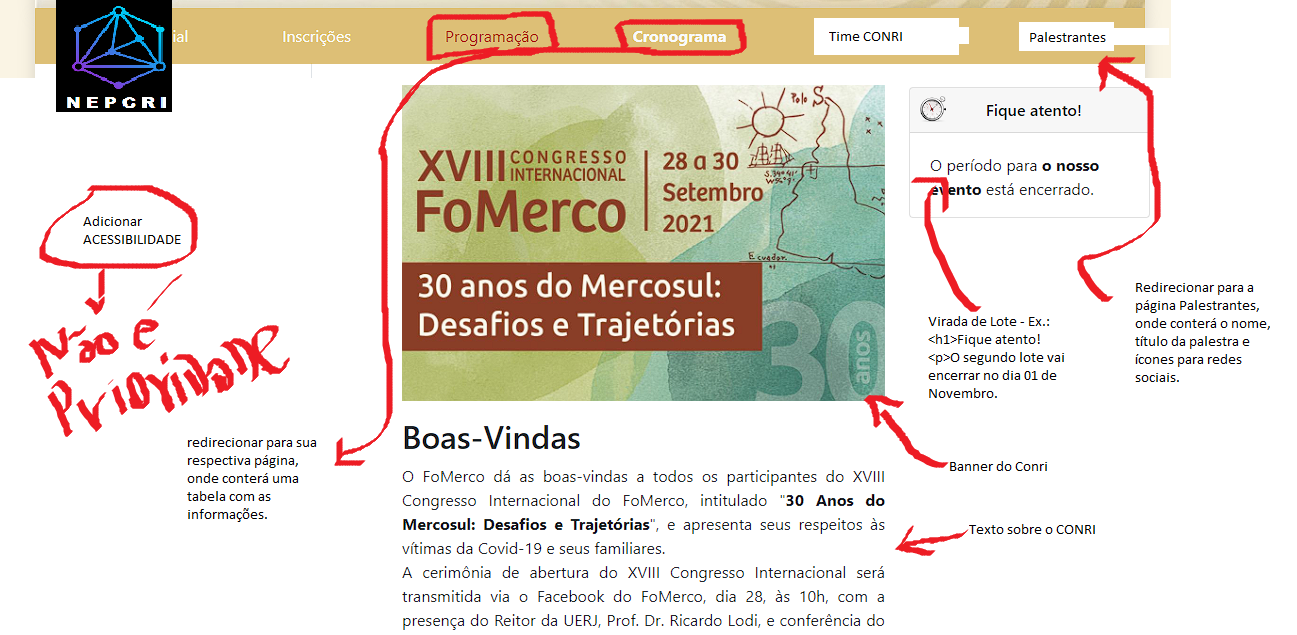 ial
Inscrições
Programação
Cronograma
Time CONRI
Palestrantes
NEPGRI
XVIII CONGRESSO
INTERNACIONAL
FoMerco
28 a 30
Setembro
2021
30 anos do Mercosul:
Desafios e Trajetórias
Polo S.
S. 34° 41'
W 56° 9'
Ecuador
30 anos
Fique atento!
O período para o nosso
evento está encerrado.
Adicionar
ACESSIBILIDADE
Não é
Prioridade
Virada de Lote - Ex.:
<h1>Fique atento!
<p>O segundo lote vai
encerrar no dia 01 de
Novembro.
Redirecionar para a
página Palestrantes,
onde conterá o nome,
título da palestra e
ícones para redes
sociais.
redirecionar para sua
respectiva página,
onde conterá uma
tabela com as
informações.
Banner do Conri
Texto sobre o CONRI
Boas-Vindas
O FoMerco dá as boas-vindas a todos os participantes do XVIII
Congresso Internacional do FoMerco, intitulado "30 Anos do
Mercosul: Desafios e Trajetórias", e apresenta seus respeitos às
vítimas da Covid-19 e seus familiares.
A cerimônia de abertura do XVIII Congresso Internacional será
transmitida via o Facebook do FoMerco, dia 28, às 10h, com a
presença do Reitor da UERJ, Prof. Dr. Ricardo Lodi, e conferência do